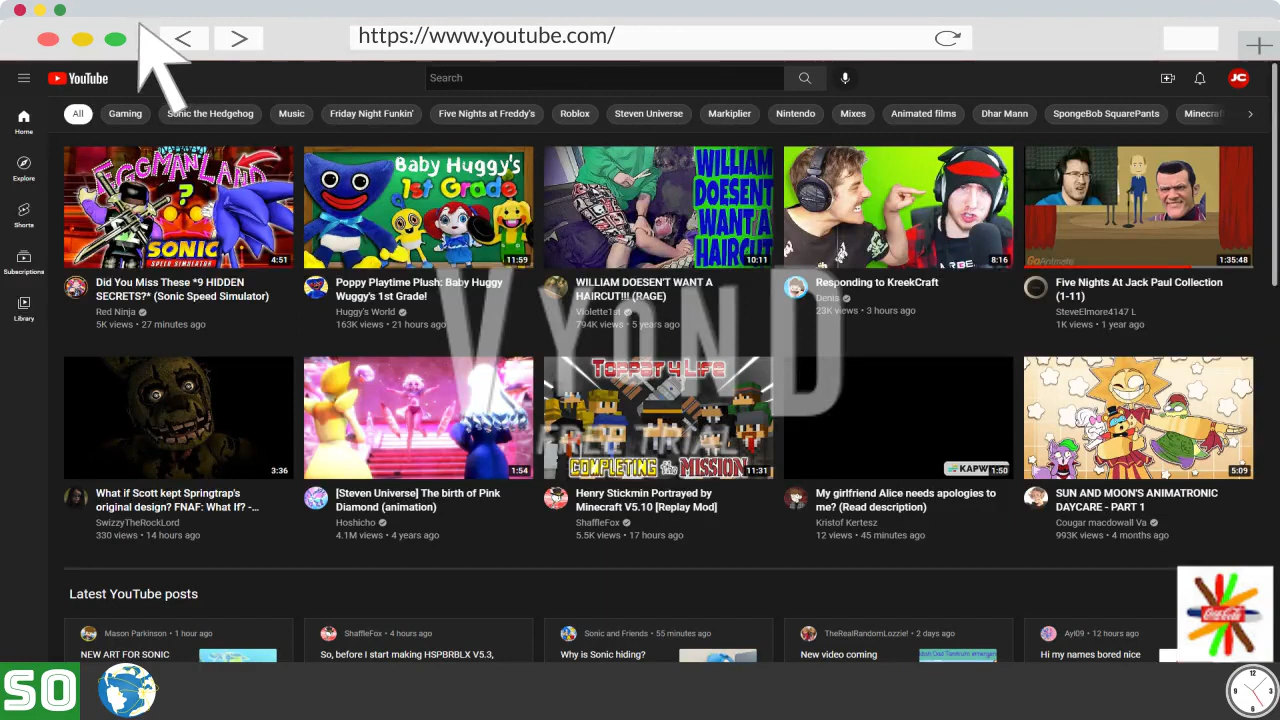 https://www.youtube.com/
YouTube
Search
JC
All
Gaming
Sonic the Hedgehog
Music
Friday Night Funkin'
Five Nights at Freddy's
Roblox
Steven Universe
Markiplier
Nintendo
Mixes
Animated films
Dhar Mann
SpongeBob SquarePants
Minecraft
Home
Explore
Shorts
Subscriptions
Library
EGGMANLAND
?
SONIC
SPEED SIMULATOR
4:51
Baby Huggy's
1st Grade
11:59
WILLIAM
DOESENT
WANT A
HAIRCUT
10:11
FREE
8:16
GoAnimate
1:35:48
Did You Miss These *9 HIDDEN
SECRETS?* (Sonic Speed Simulator)
Red Ninja
5K views • 27 minutes ago
Poppy Playtime Plush: Baby Huggy
Wuggy's 1st Grade!
Huggy's World
163K views • 21 hours ago
WILLIAM DOESEN'T WANT A
HAIRCUT!!! (RAGE)
Violette1st
794K views • 5 years ago
Responding to KreekCraft
Denis
23K views • 3 hours ago
Five Nights At Jack Paul Collection
(1-11)
SteveElmore4147 L
1K views • 1 year ago
VYOND
FREE TRIAL
3:36
1:54
TOPPAT 4 LIFE
COMPLETING the MISSION
11:31
KAPW
1:50
5:09
What if Scott kept Springtrap's
original design? FNAF: What If? -...
SwizzyTheRockLord
330 views • 14 hours ago
[Steven Universe] The birth of Pink
Diamond (animation)
Hoshicho
4.1M views • 4 years ago
Henry Stickmin Portrayed by
Minecraft V5.10 [Replay Mod]
ShaffleFox
5.5K views • 17 hours ago
My girlfriend Alice needs apologies to
me? (Read description)
Kristof Kertesz
12 views • 45 minutes ago
SUN AND MOON'S ANIMATRONIC
DAYCARE - PART 1
Cougar macdowall Va
993K views • 4 months ago
Latest YouTube posts
Mason Parkinson • 1 hour ago
NEW ART FOR SONIC
ShaffleFox • 4 hours ago
So, before I start making HSPBRBLX V5.3,
Sonic and Friends • 55 minutes ago
Why is Sonic hiding?
TheRealRandomLozzie! • 2 days ago
New video coming
Ayl09 • 12 hours ago
Hi my names bored nice
Coca-Cola
SO
12
3
6
9